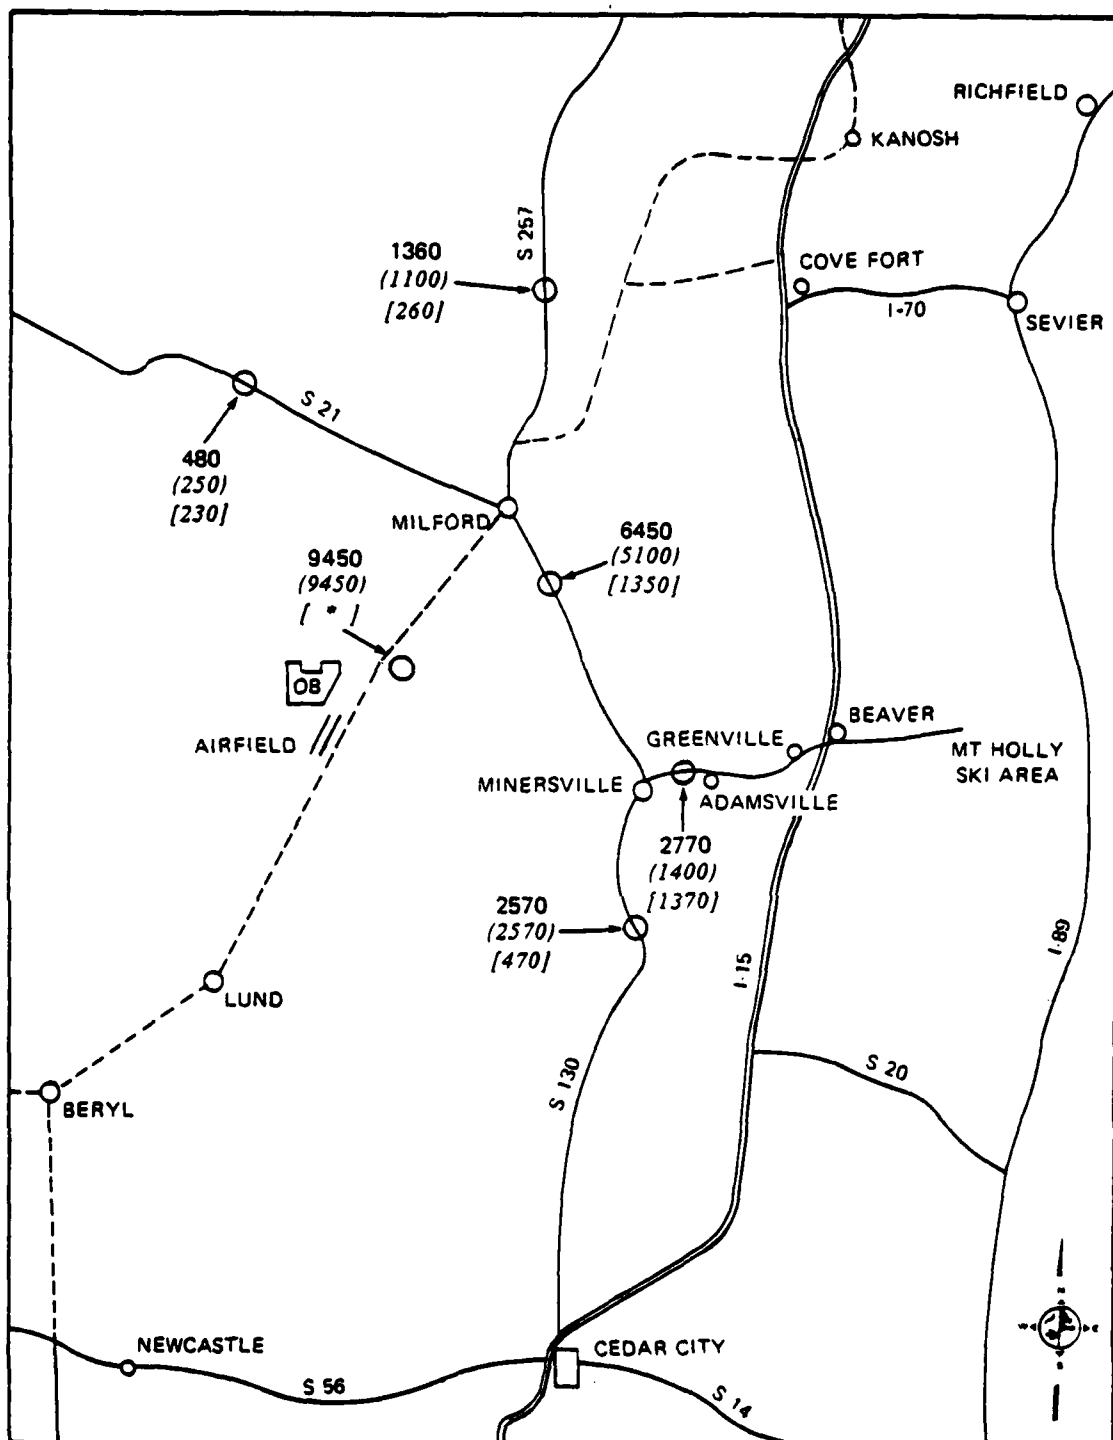 RICHFIELD
KANOSH
S 257
1360
(1100)
[260]
COVE FORT
I-70
SEVIER
S 21
480
(250)
[230]
MILFORD
6450
(5100)
[1350]
9450
(9450)
[ * ]
OB
AIRFIELD
BEAVER
GREENVILLE
MT HOLLY
SKI AREA
MINERSVILLE
ADAMSVILLE
2770
(1400)
[1370]
2570
(2570)
[470]
I-15
I-89
LUND
S 20
S 130
BERYL
NEWCASTLE
CEDAR CITY
S 56
S 14